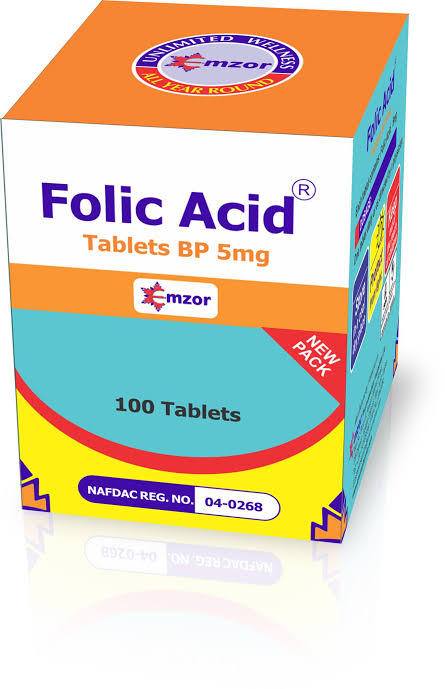 UNLIMITED WELLNESS
Emzor
ALL YEAR ROUND
Folic Acid®
Tablets BP 5mg
Emzor
NEW
PACK
100 Tablets
NAFDAC REG. NO. 04-0268
Folic Acid®